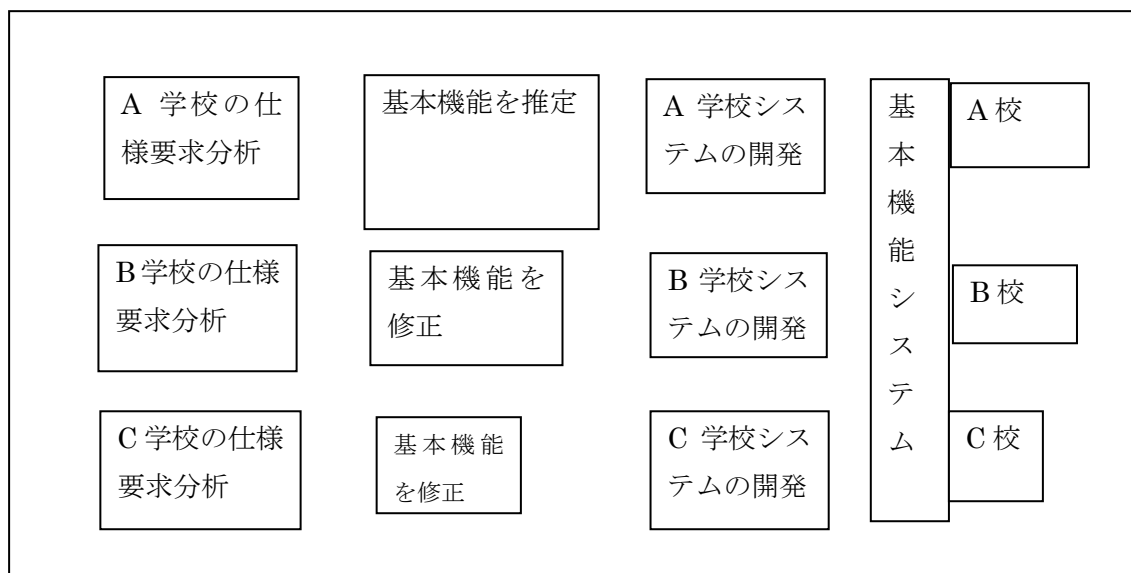 A 学校の仕
様要求分析
基本機能を推定
A 学校シス
テムの開発
基本機能システム
A校
B学校の仕様
要求分析
基本機能を
修正
B 学校シス
テムの開発
B校
C学校の仕様
要求分析
基本機能
を修正
C 学校シス
テムの開発
C校